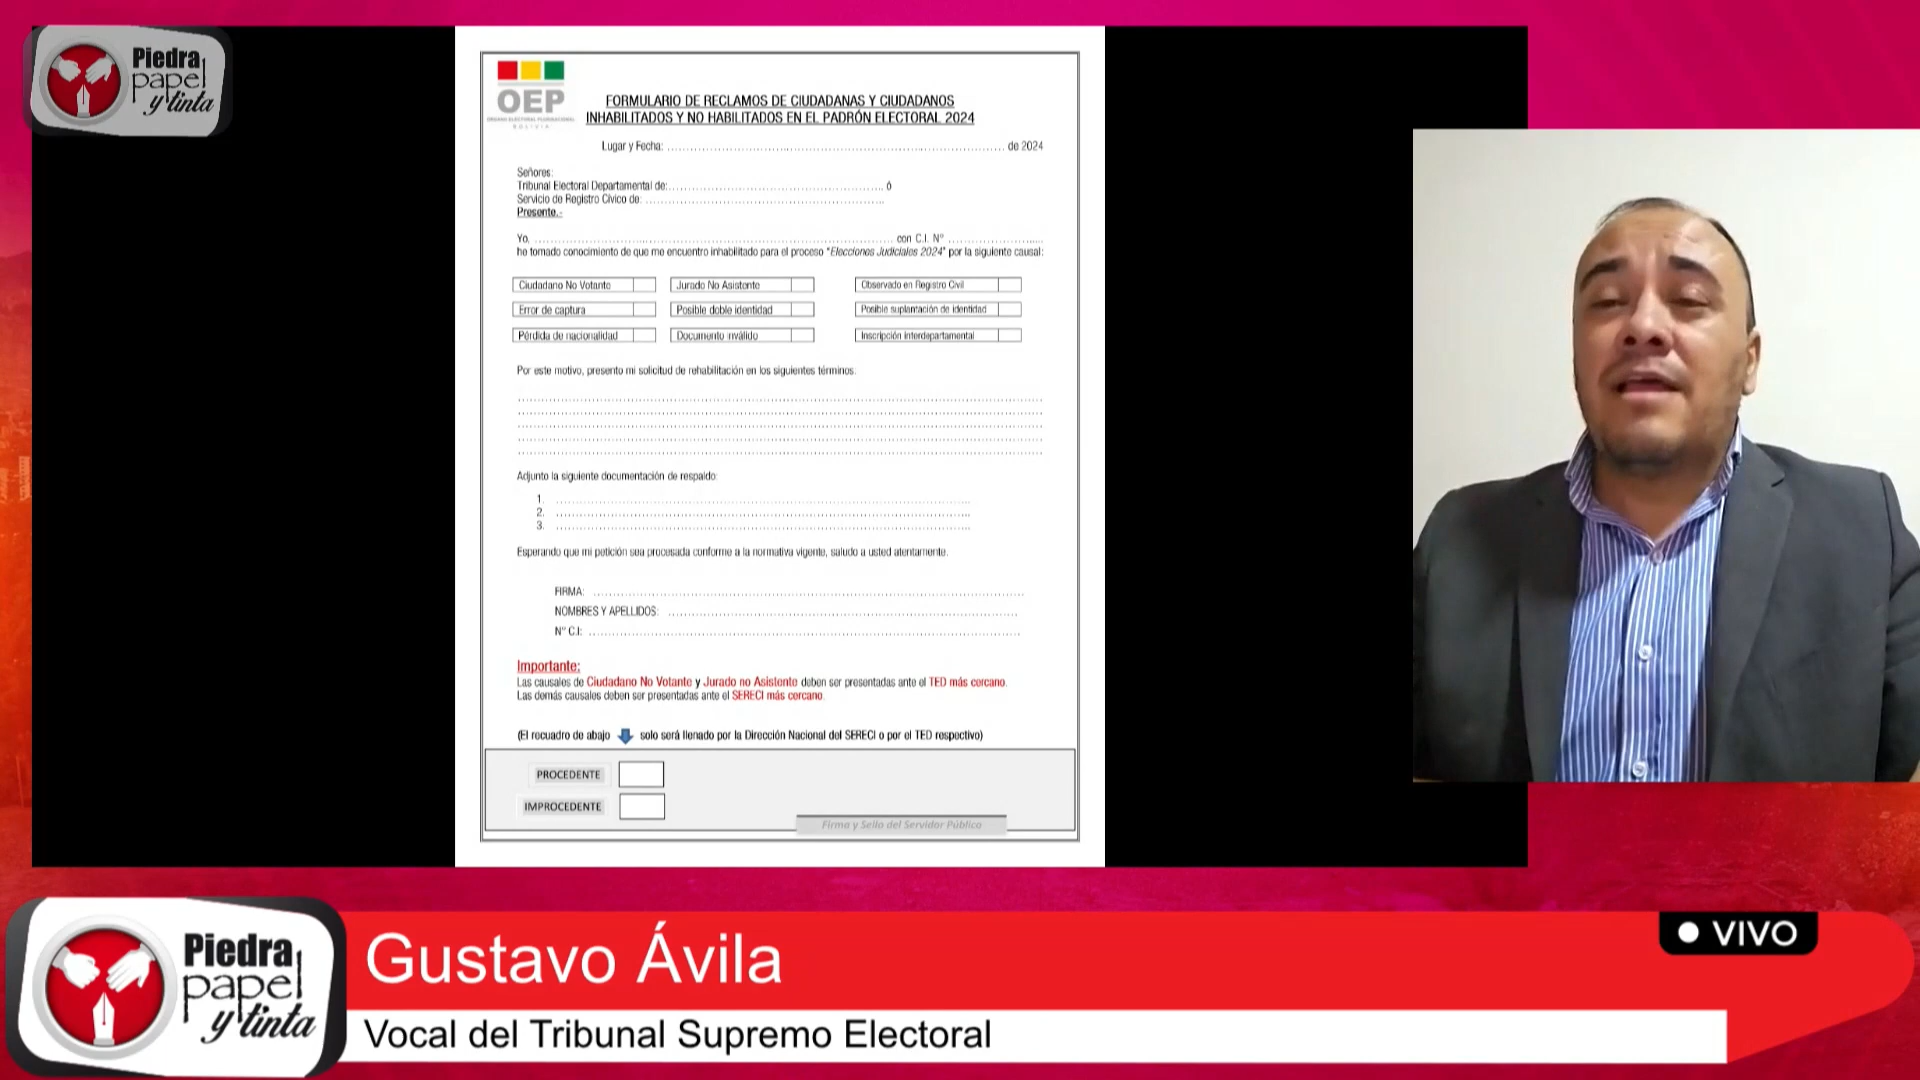 Piedra
papel
y tinta
OEP
ÓRGANO ELECTORAL PLURINACIONAL
BOLIVIA
FORMULARIO DE RECLAMOS DE CIUDADANAS Y CIUDADANOS
INHABILITADOS Y NO HABILITADOS EN EL PADRÓN ELECTORAL 2024
Lugar y Fecha: .......................................................... de 2024
Señores:
Tribunal Electoral Departamental de:.......................................................... ó
Servicio de Registro Cívico de: ..........................................................
Presente.-
Yo, .......................................................... con C.I. N° ..........................
he tomado conocimiento de que me encuentro inhabilitado para el proceso "Elecciones Judiciales 2024" por la siguiente causal:
Ciudadano No Votante Jurado No Asistente Observado en Registro Civil
Error de captura Posible doble identidad Posible suplantación de identidad
Pérdida de nacionalidad Documento inválido Inscripción interdepartamental
Por este motivo, presento mi solicitud de rehabilitación en los siguientes términos:
Adjunto la siguiente documentación de respaldo:
1. ..........................................................
2. ..........................................................
3. ..........................................................
Esperando que mi petición sea procesada conforme a la normativa vigente, saludo a usted atentamente.
FIRMA: ..........................................................
NOMBRES Y APELLIDOS: ..........................................................
N° C.I: ..........................................................
Importante:
Las causales de Ciudadano No Votante y Jurado no Asistente deben ser presentadas ante el TED más cercano.
Las demás causales deben ser presentadas ante el SERECI más cercano.
(El recuadro de abajo solo será llenado por la Dirección Nacional del SERECI o por el TED respectivo)
PROCEDENTE
IMPROCEDENTE
Firma y Sello del Servidor Público
VIVO
Piedra
papel
y tinta
Gustavo Ávila
Vocal del Tribunal Supremo Electoral